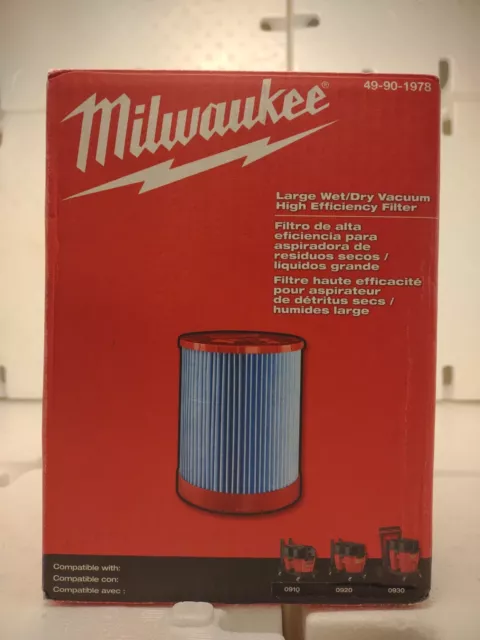 49-90-1978
Milwaukee®
Large Wet/Dry Vacuum
High Efficiency Filter
Filtro de alta
eficiencia para
aspiradora de
residuos secos /
líquidos grande
Filtre haute efficacité
pour aspirateur
de détritus secs /
humides large
Compatible with:
Compatible con:
Compatible avec :
0910 0920 0930